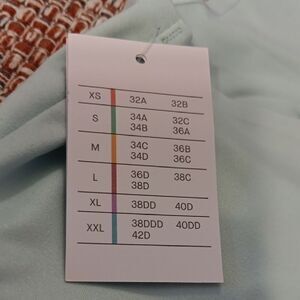 XS 32A 32B
S 34A 32C
34B 36A
M 34C 36B
34D 36C
L 36D 38C
38D
XL 38DD 40D
XXL 38DDD 40DD
42D